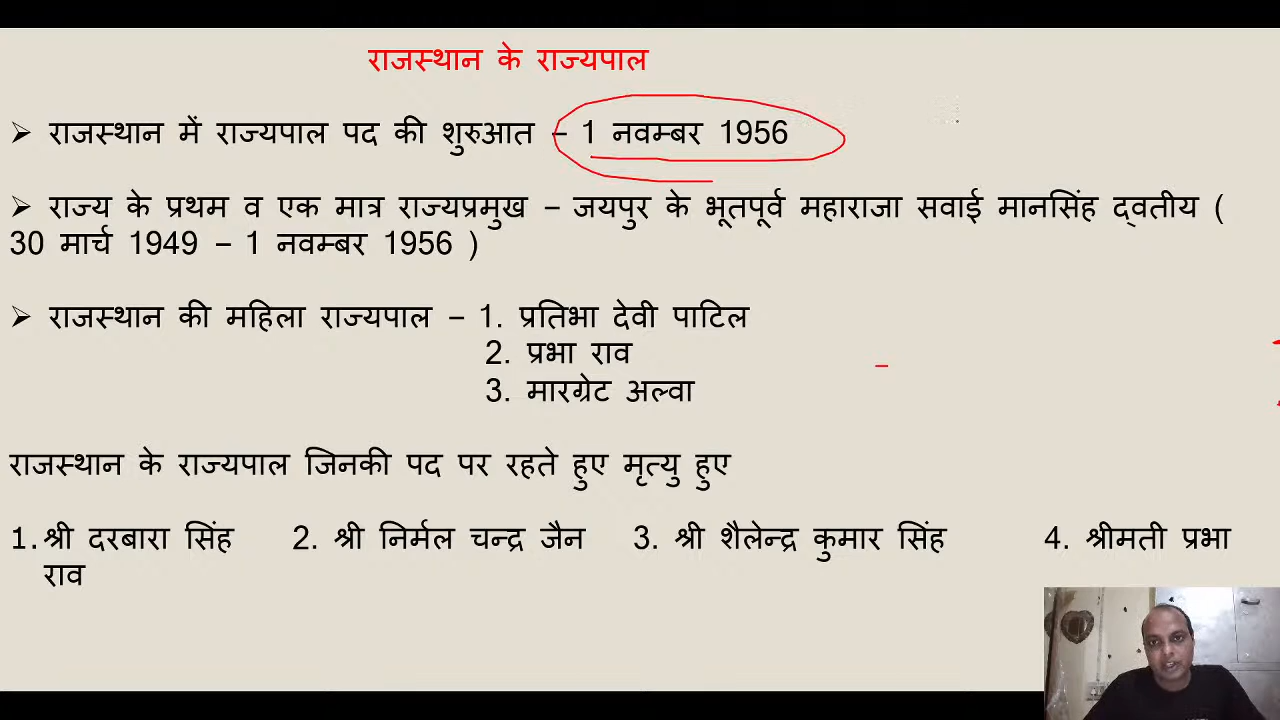 राजस्थान के राज्यपाल
➢ राजस्थान में राज्यपाल पद की शुरुआत – 1 नवम्बर 1956
➢ राज्य के प्रथम व एक मात्र राज्यप्रमुख – जयपुर के भूतपूर्व महाराजा सवाई मानसिंह द्वतीय (
30 मार्च 1949 – 1 नवम्बर 1956 )
➢ राजस्थान की महिला राज्यपाल – 1. प्रतिभा देवी पाटिल
2. प्रभा राव
3. मारग्रेट अल्वा
राजस्थान के राज्यपाल जिनकी पद पर रहते हुए मृत्यु हुए
1. श्री दरबारा सिंह 2. श्री निर्मल चन्द्र जैन 3. श्री शैलेन्द्र कुमार सिंह 4. श्रीमती प्रभा
राव